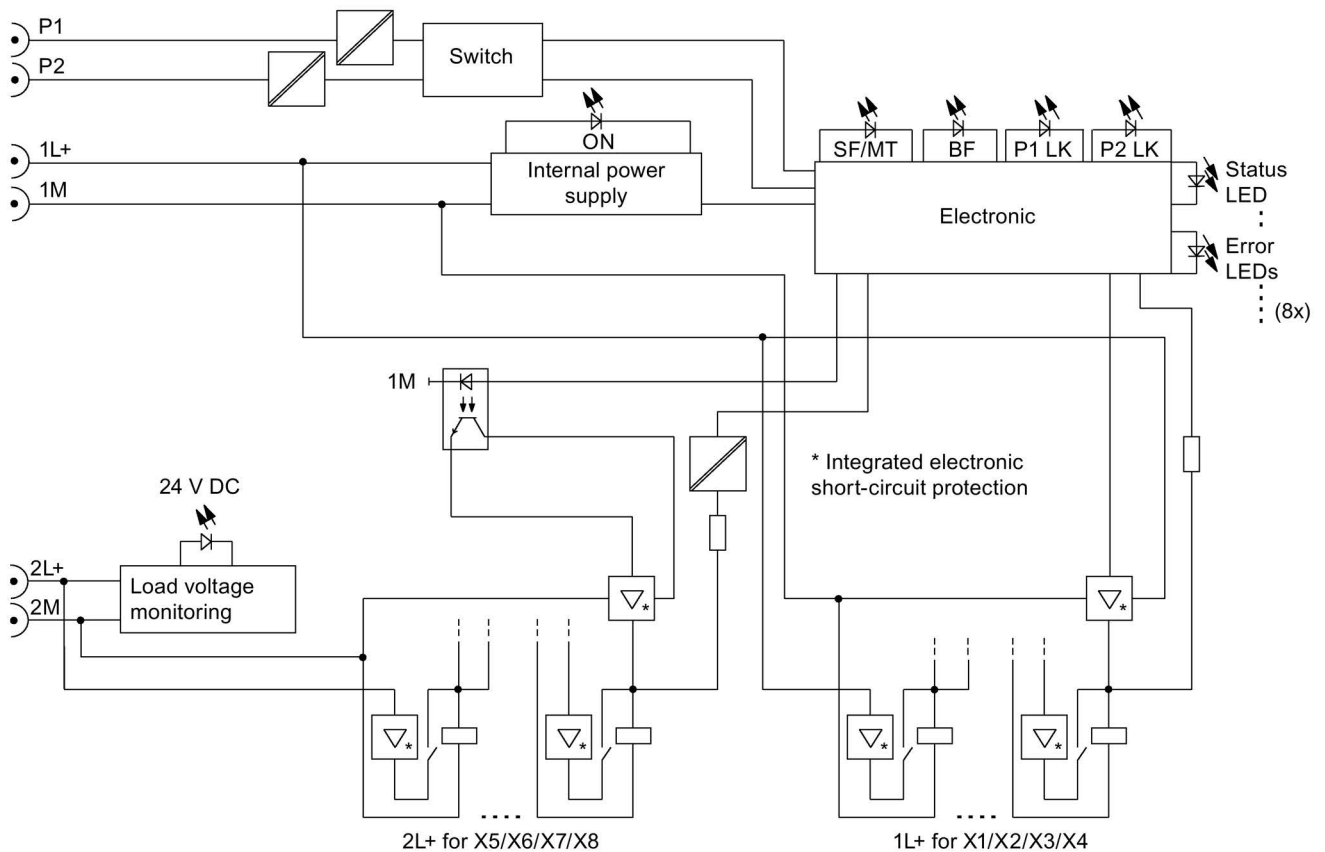 P1
P2
Switch
1L+
1M
ON
Internal power
supply
SF/MT
BF
P1 LK
P2 LK
Electronic
Status
LED
Error
LEDs
(8x)
1M
* Integrated electronic
short-circuit protection
24 V DC
2L+
2M
Load voltage
monitoring
*
*
*
*
*
*
2L+ for X5/X6/X7/X8
1L+ for X1/X2/X3/X4